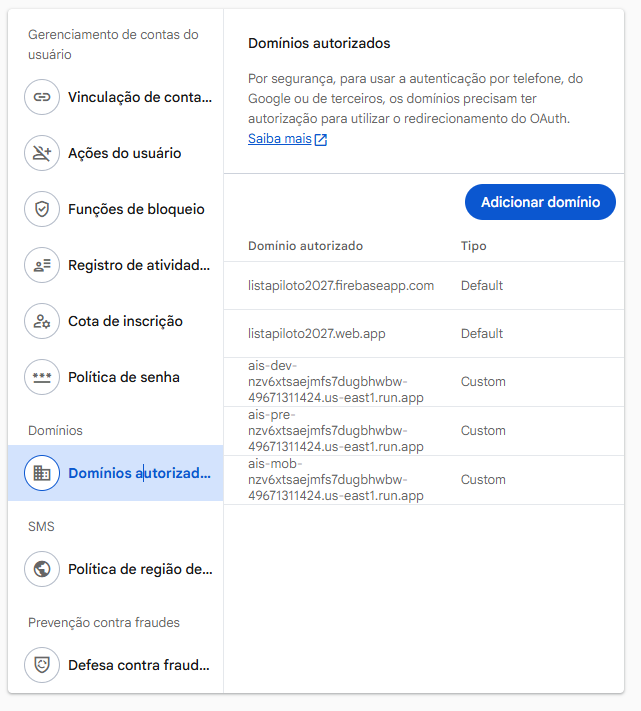 Gerenciamento de contas do
usuário
Vinculação de conta...
Ações do usuário
Funções de bloqueio
Registro de atividad...
Cota de inscrição
Política de senha
Domínios
Domínios autorizad...
SMS
Política de região de...
Prevenção contra fraudes
Defesa contra fraud...
Domínios autorizados
Por segurança, para usar a autenticação por telefone, do
Google ou de terceiros, os domínios precisam ter
autorização para utilizar o redirecionamento do OAuth.
Saiba mais
Adicionar domínio
Domínio autorizado Tipo
listapiloto2027.firebaseapp.com Default
listapiloto2027.web.app Default
ais-dev-
nzv6xtsaejmfs7dugbhwbw- Custom
49671311424.us-east1.run.app
ais-pre-
nzv6xtsaejmfs7dugbhwbw- Custom
49671311424.us-east1.run.app
ais-mob-
nzv6xtsaejmfs7dugbhwbw- Custom
49671311424.us-east1.run.app